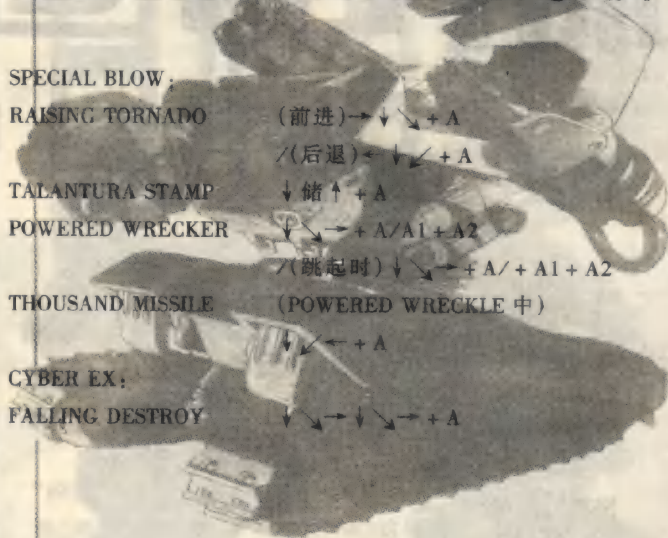 SPECIAL BLOW:
RAISING TORNADO (前进)→↓↘+A
/(后退)←↓↙+A
TALANTURA STAMP ↓储↑+A
POWERED WRECKER ↓↘→+A/A1+A2
/(跳起时)↓↘→+A/+A1+A2
THOUSAND MISSILE (POWERED WRECKLE 中)
↓↙←+A
CYBER EX:
FALLING DESTROY ↓↘→↓↘→+A